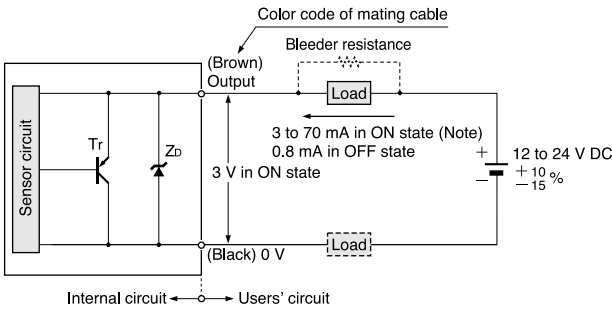 Color code of mating cable
Bleeder resistance
(Brown)
Output
Load
Sensor circuit
Tr
ZD
3 to 70 mA in ON state (Note)
0.8 mA in OFF state
3 V in ON state
+
−
12 to 24 V DC
+ 10
− 15 %
(Black) 0 V
Load
Internal circuit
Users' circuit